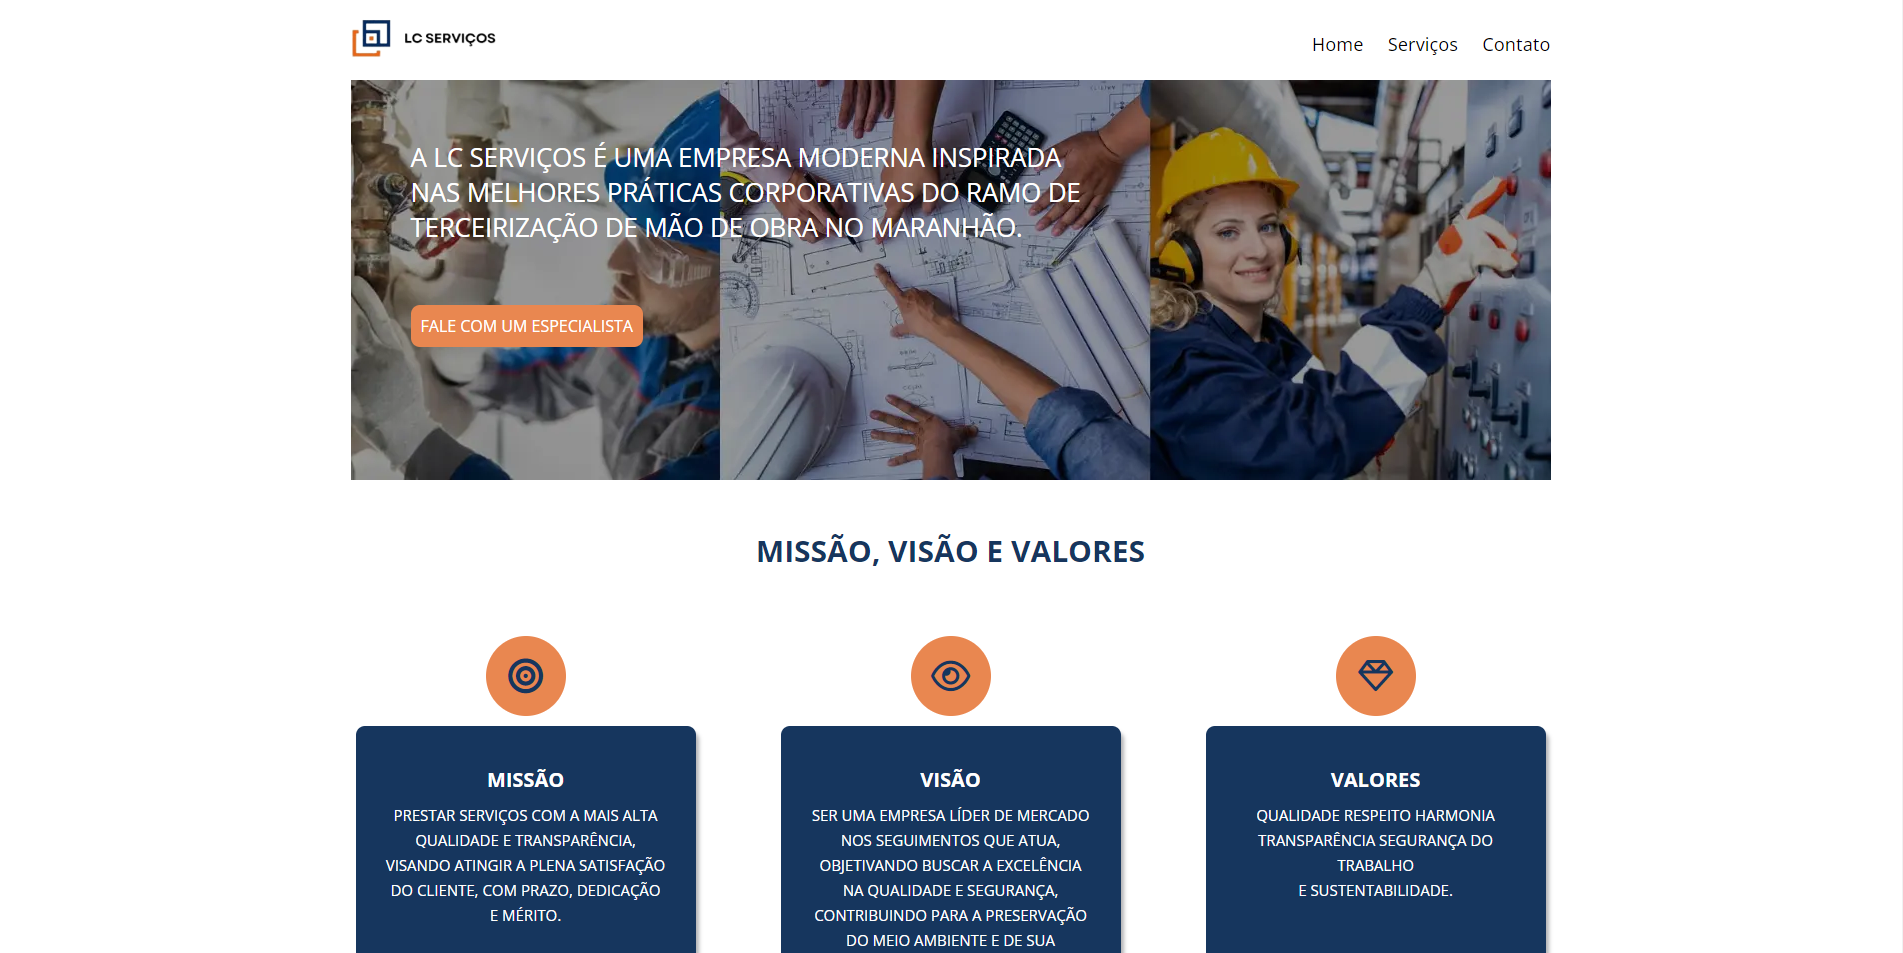 LC SERVIÇOS
Home Serviços Contato
A LC SERVIÇOS É UMA EMPRESA MODERNA INSPIRADA
NAS MELHORES PRÁTICAS CORPORATIVAS DO RAMO DE
TERCEIRIZAÇÃO DE MÃO DE OBRA NO MARANHÃO.
FALE COM UM ESPECIALISTA
MISSÃO, VISÃO E VALORES
MISSÃO
PRESTAR SERVIÇOS COM A MAIS ALTA
QUALIDADE E TRANSPARÊNCIA,
VISANDO ATINGIR A PLENA SATISFAÇÃO
DO CLIENTE, COM PRAZO, DEDICAÇÃO
E MÉRITO.
VISÃO
SER UMA EMPRESA LÍDER DE MERCADO
NOS SEGUIMENTOS QUE ATUA,
OBJETIVANDO BUSCAR A EXCELÊNCIA
NA QUALIDADE E SEGURANÇA,
CONTRIBUINDO PARA A PRESERVAÇÃO
DO MEIO AMBIENTE E DE SUA
VALORES
QUALIDADE RESPEITO HARMONIA
TRANSPARÊNCIA SEGURANÇA DO
TRABALHO
E SUSTENTABILIDADE.